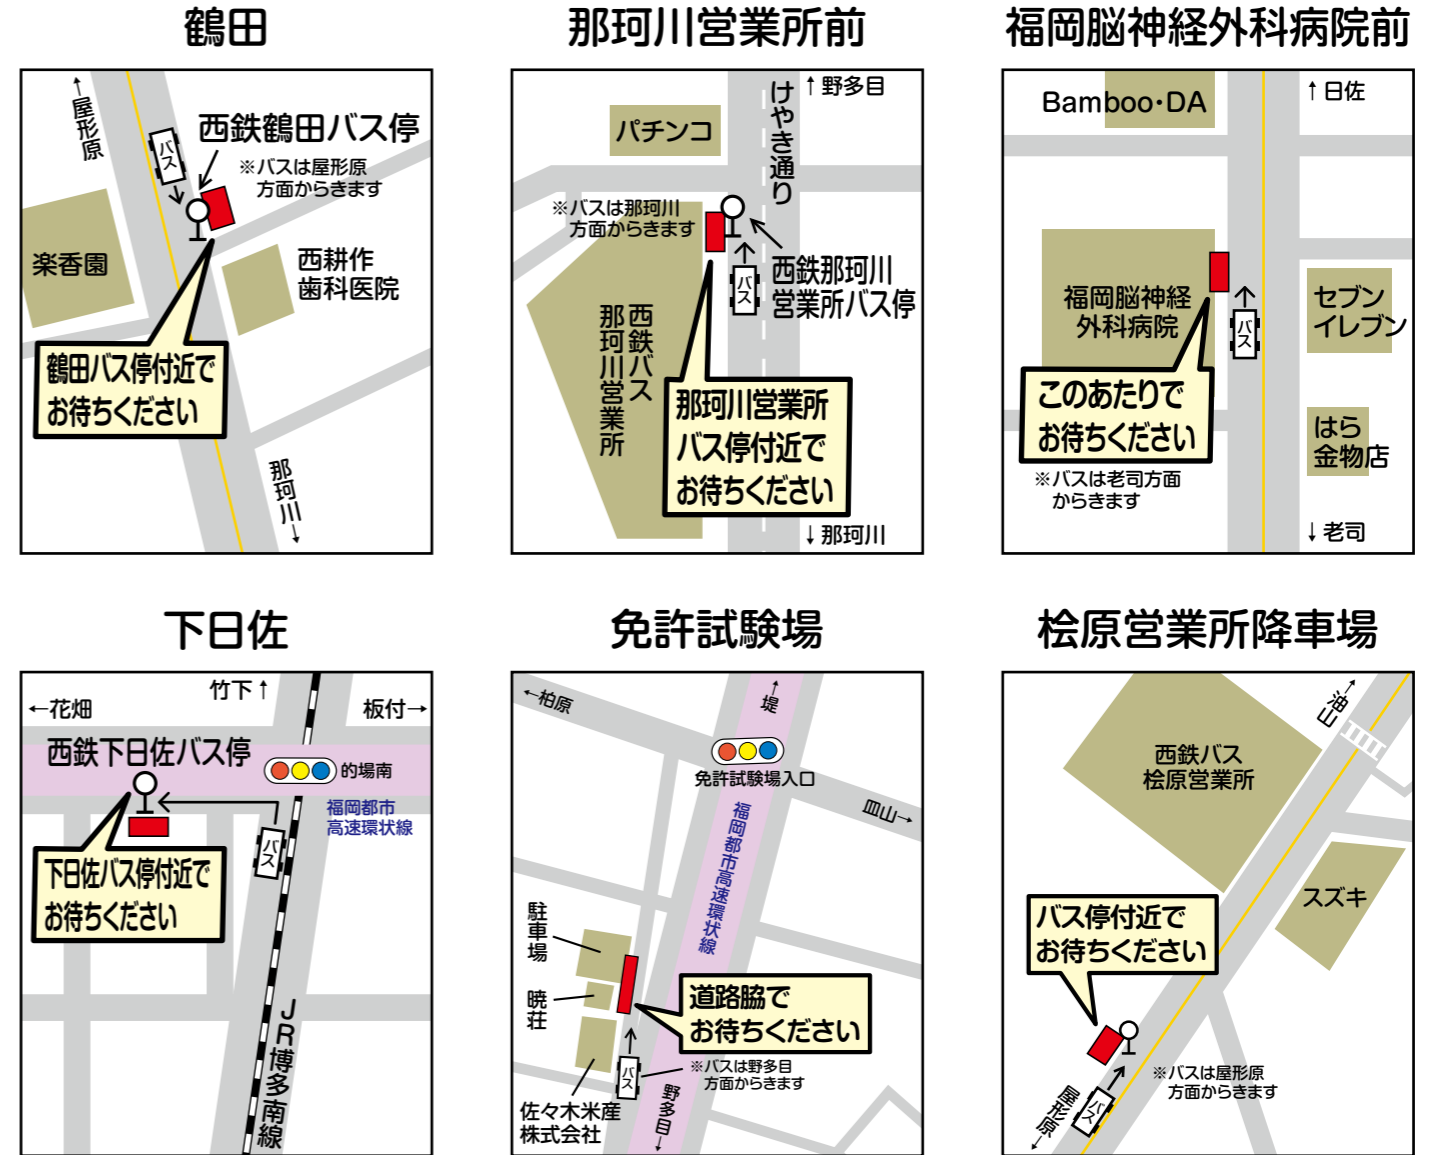 鶴田
←屋形原
バス
西鉄鶴田バス停
※バスは屋形原
方面からきます
楽香園
西耕作
歯科医院
鶴田バス停付近で
お待ちください
那珂川→
那珂川営業所前
↑野多目
けやき通り
パチンコ
※バスは那珂川
方面からきます
バス
西鉄那珂川
営業所バス停
西鉄バス
那珂川営業所
那珂川営業所
バス停付近で
お待ちください
↓那珂川
福岡脳神経外科病院前
Bamboo・DA
↑日佐
福岡脳神経
外科病院
バス
セブン
イレブン
このあたりで
お待ちください
はら
金物店
※バスは老司方面
からきます
↓老司
下日佐
竹下↑
←花畑
板付→
西鉄下日佐バス停
的場南
福岡都市
高速環状線
バス
下日佐バス停付近で
お待ちください
JR博多南線
免許試験場
←柏原
←堤
免許試験場入口
皿山→
福岡都市高速環状線
駐車場
暁荘
道路脇で
お待ちください
バス
※バスは野多目
方面からきます
佐々木米産
株式会社
野多目→
桧原営業所降車場
油山→
西鉄バス
桧原営業所
スズキ
バス停付近で
お待ちください
※バスは屋形原
方面からきます
バス
←屋形原